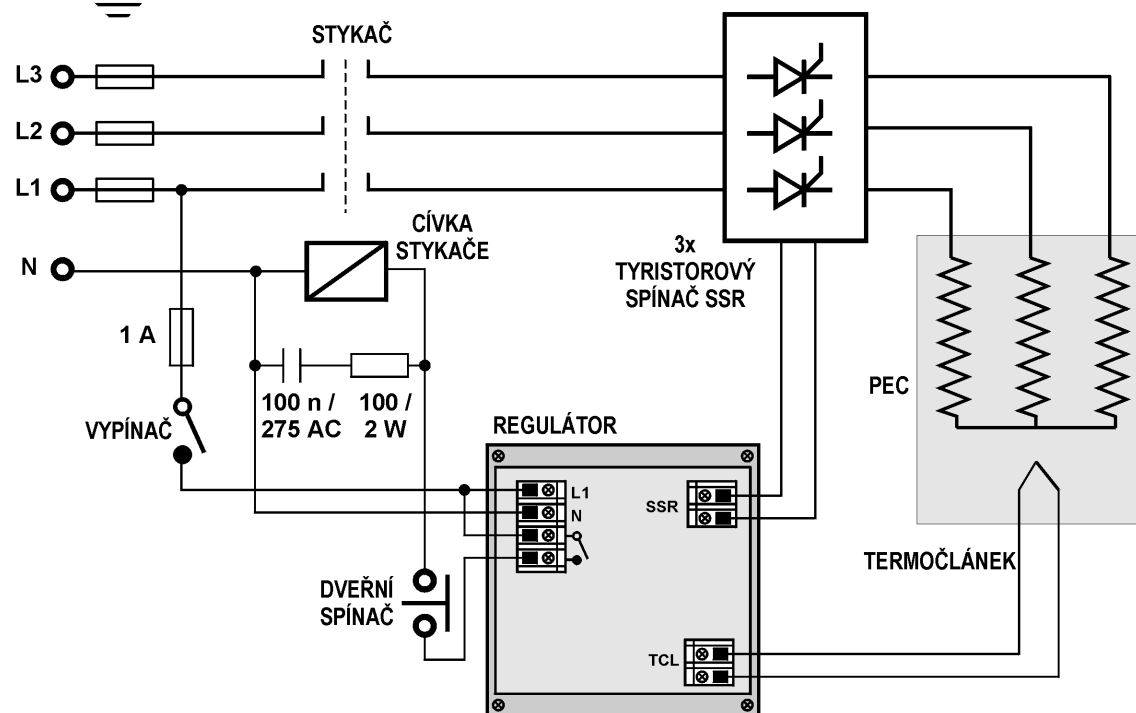 STYKAČ
L3
L2
L1
N
CÍVKA
STYKAČE
3x
TYRISTOROVÝ
SPÍNAČ SSR
1 A
100 n /
275 AC
100 /
2 W
VYPÍNAČ
PEC
REGULÁTOR
L1
N
SSR
TERMOČLÁNEK
DVEŘNÍ
SPÍNAČ
TCL